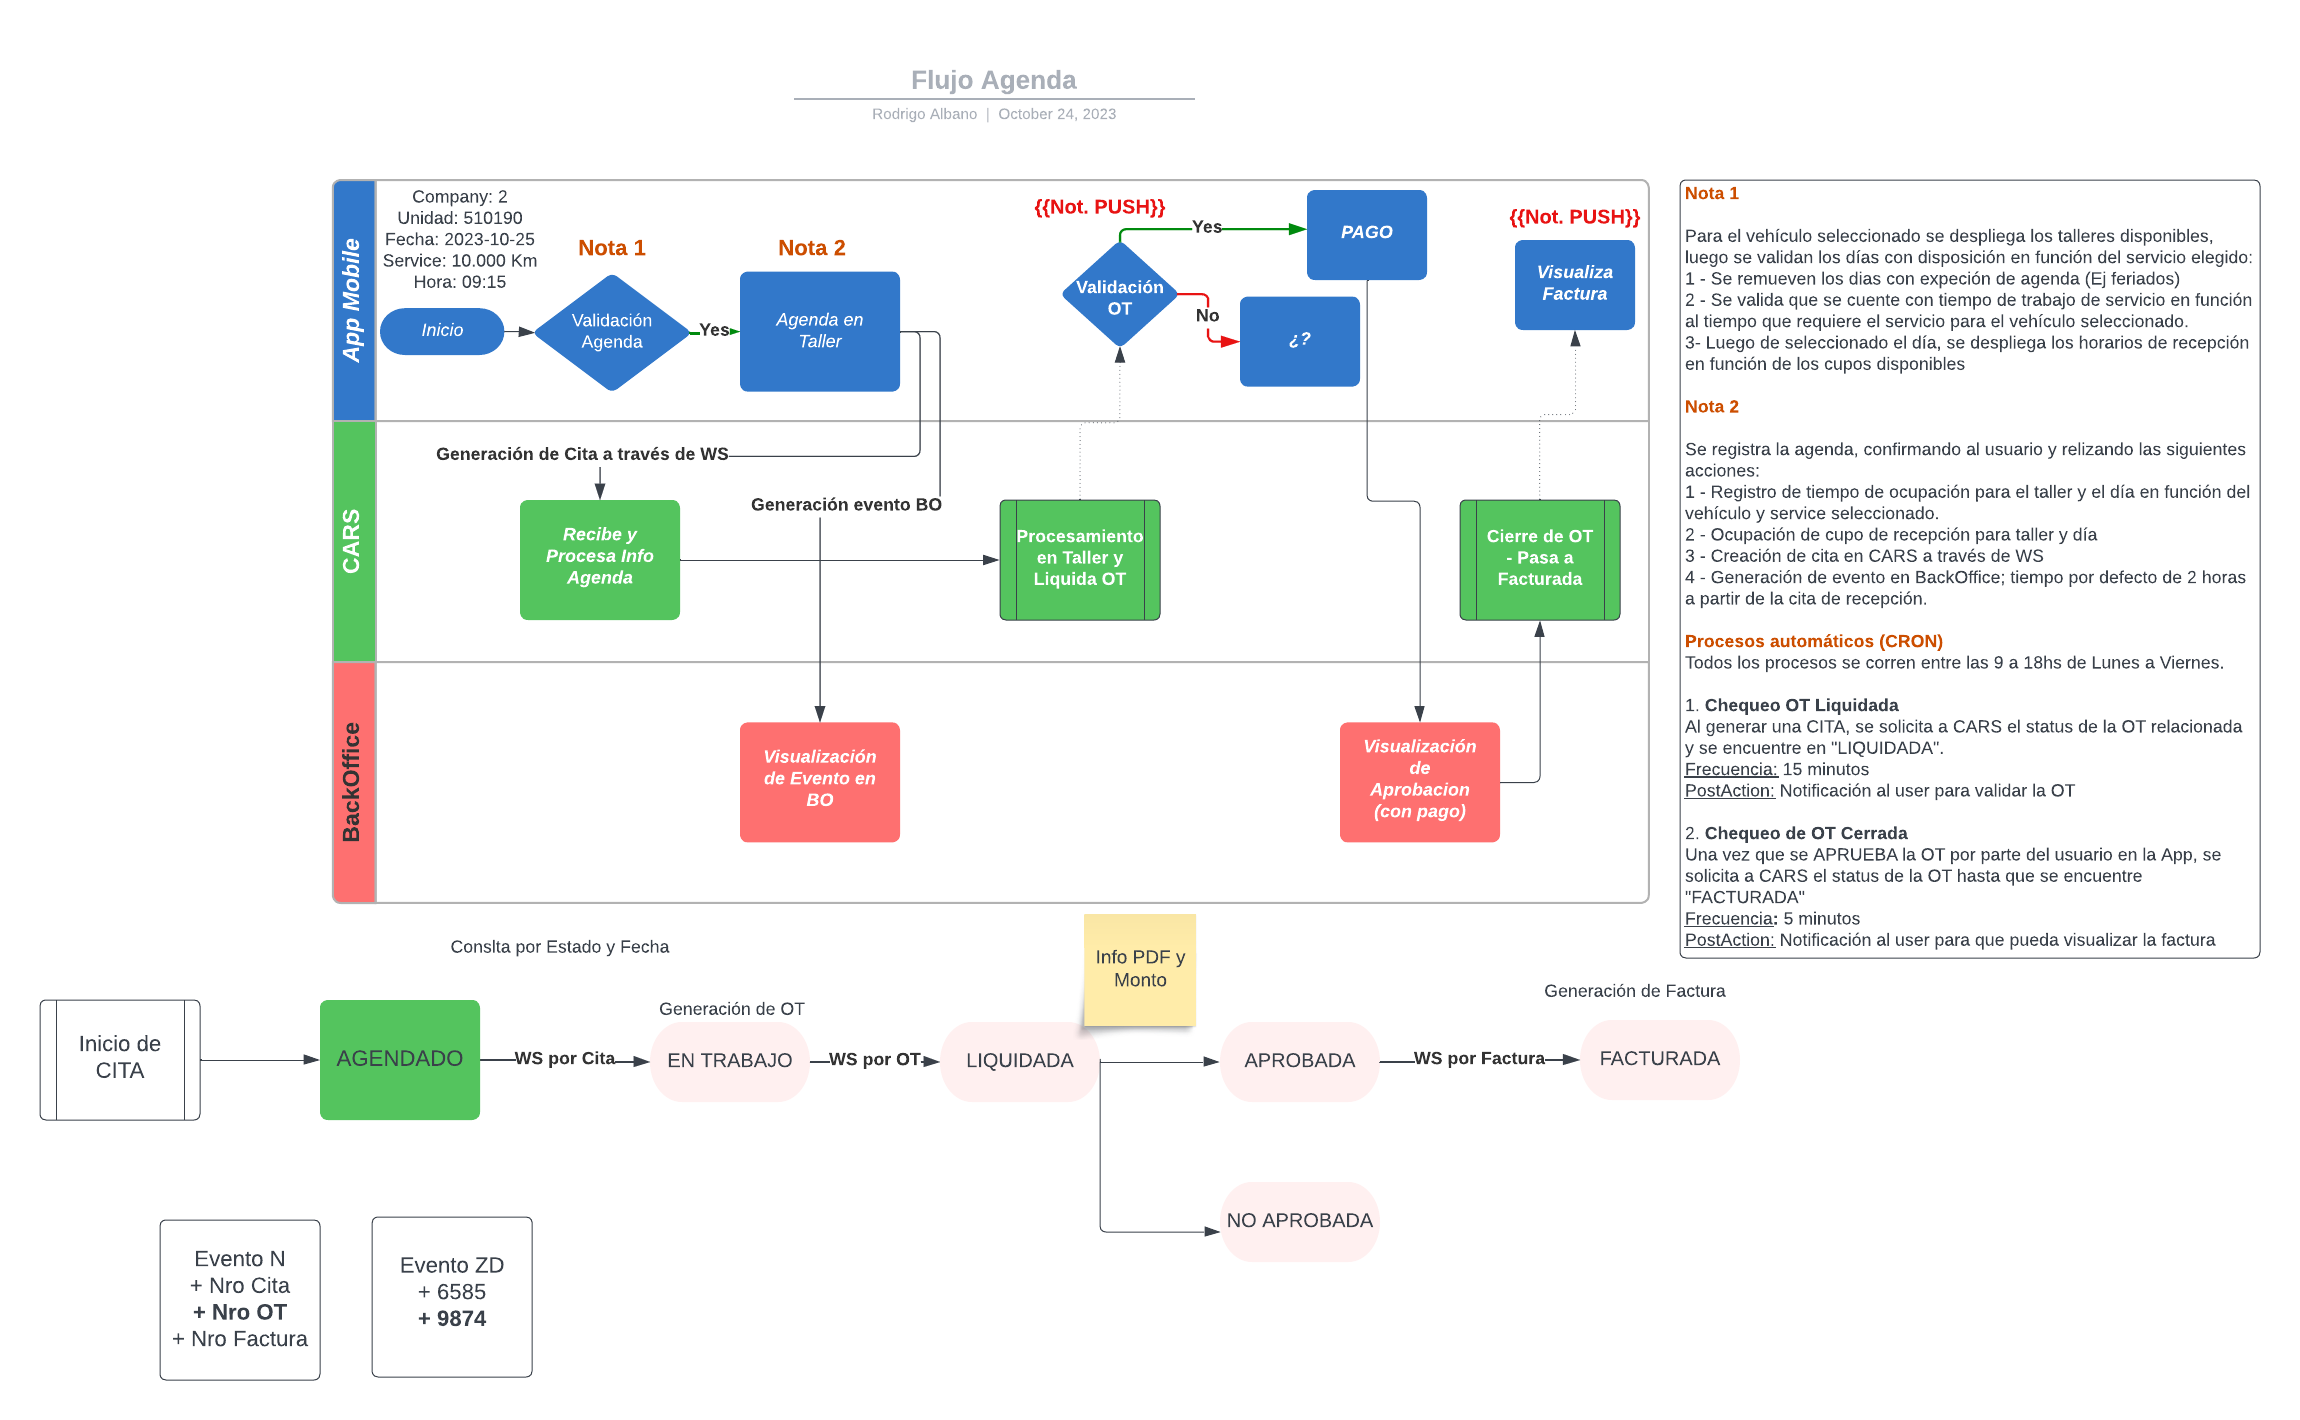 Flujo Agenda
Rodrigo Albano | October 24, 2023
App Mobile
Company: 2
Unidad: 510190
Fecha: 2023-10-25
Service: 10.000 Km
Hora: 09:15
Inicio
Nota 1
Validación
Agenda
Yes
Nota 2
Agenda en
Taller
{{Not. PUSH}}
Validación
OT
Yes
No
PAGO
¿?
{{Not. PUSH}}
Visualiza
Factura
CARS
Generación de Cita a través de WS
Generación evento BO
Recibe y
Procesa Info
Agenda
Procesamiento
en Taller y
Liquida OT
Cierre de OT
- Pasa a
Facturada
BackOffice
Visualización
de Evento en
BO
Visualización
de
Aprobacion
(con pago)
Nota 1
Para el vehículo seleccionado se despliega los talleres disponibles,
luego se validan los días con disposición en función del servicio elegido:
1 - Se remueven los dias con expeción de agenda (Ej feriados)
2 - Se valida que se cuente con tiempo de trabajo de servicio en función
al tiempo que requiere el servicio para el vehículo seleccionado.
3- Luego de seleccionado el día, se despliega los horarios de recepción
en función de los cupos disponibles
Nota 2
Se registra la agenda, confirmando al usuario y relizando las siguientes
acciones:
1 - Registro de tiempo de ocupación para el taller y el día en función del
vehículo y service seleccionado.
2 - Ocupación de cupo de recepción para taller y día
3 - Creación de cita en CARS a través de WS
4 - Generación de evento en BackOffice; tiempo por defecto de 2 horas
a partir de la cita de recepción.
Procesos automáticos (CRON)
Todos los procesos se corren entre las 9 a 18hs de Lunes a Viernes.
1. Chequeo OT Liquidada
Al generar una CITA, se solicita a CARS el status de la OT relacionada
y se encuentre en "LIQUIDADA".
Frecuencia: 15 minutos
PostAction: Notificación al user para validar la OT
2. Chequeo de OT Cerrada
Una vez que se APRUEBA la OT por parte del usuario en la App, se
solicita a CARS el status de la OT hasta que se encuentre
"FACTURADA"
Frecuencia: 5 minutos
PostAction: Notificación al user para que pueda visualizar la factura
Conslta por Estado y Fecha
Info PDF y
Monto
Generación de OT
Generación de Factura
Inicio de
CITA
AGENDADO
WS por Cita
EN TRABAJO
WS por OT
LIQUIDADA
APROBADA
WS por Factura
FACTURADA
NO APROBADA
Evento N
+ Nro Cita
+ Nro OT
+ Nro Factura
Evento ZD
+ 6585
+ 9874